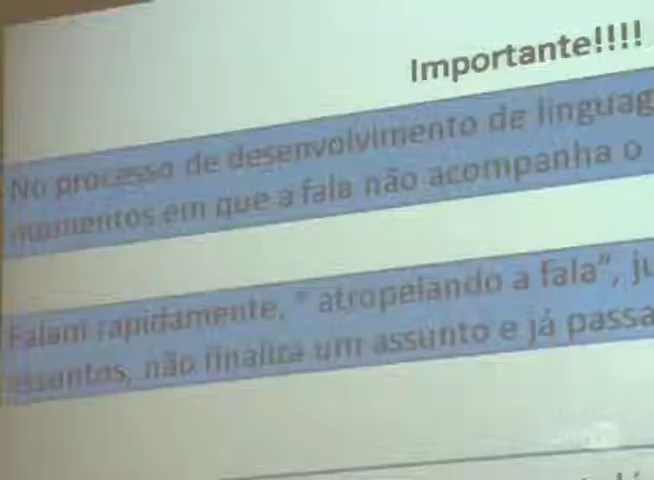 Importante!!!!
No processo de desenvolvimento de linguag
momentos em que a fala não acompanha o
Falam rapidamente, " atropelando a fala", ju
assuntos, não finaliza um assunto e já passa